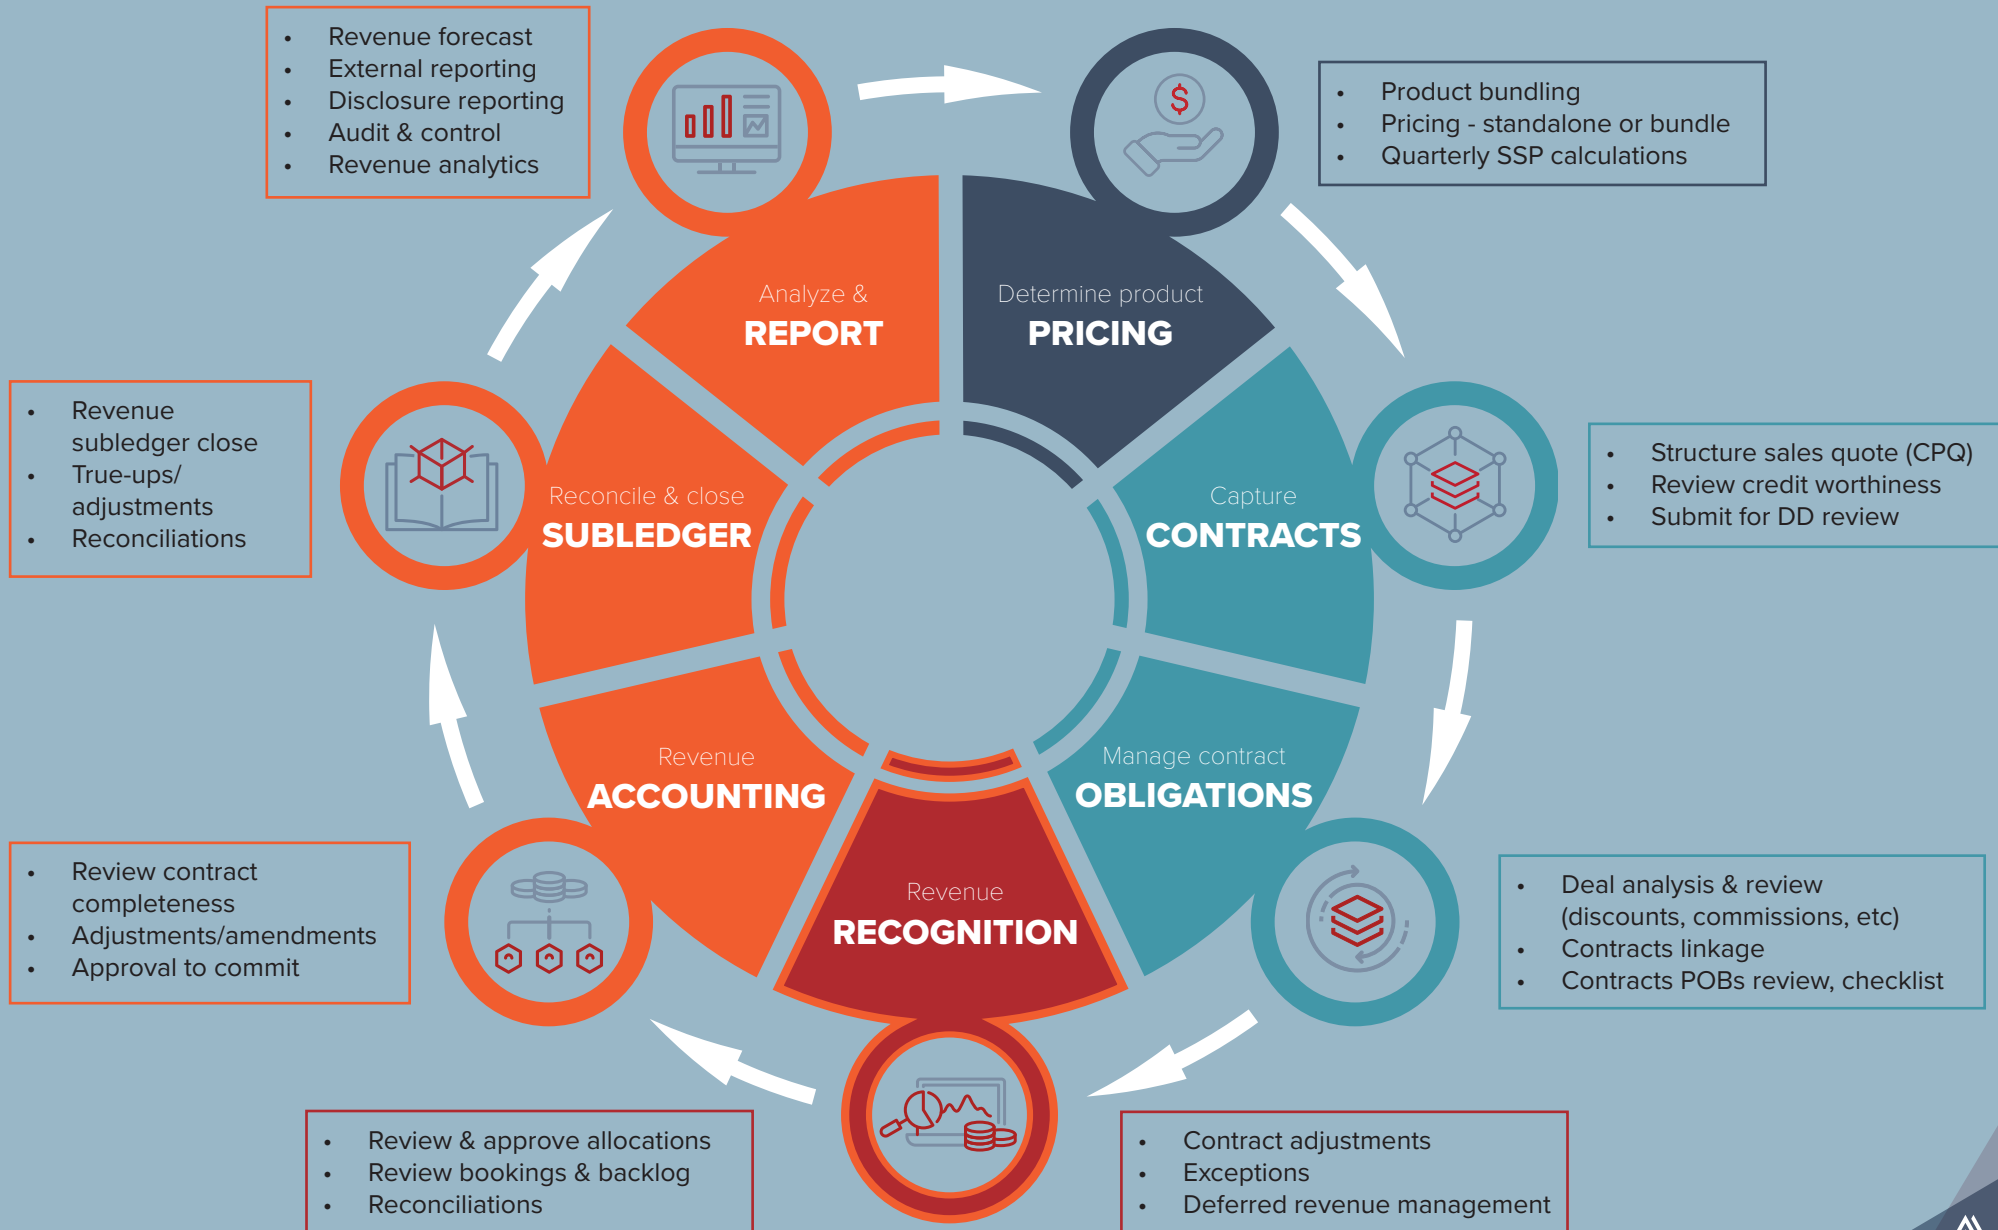 • Revenue forecast
• External reporting
• Disclosure reporting
• Audit & control
• Revenue analytics
• Product bundling
• Pricing - standalone or bundle
• Quarterly SSP calculations
Analyze &
REPORT
Determine product
PRICING
• Revenue
subledger close
• True-ups/
adjustments
• Reconciliations
Reconcile & close
SUBLEDGER
Capture
CONTRACTS
• Structure sales quote (CPQ)
• Review credit worthiness
• Submit for DD review
Revenue
ACCOUNTING
Manage contract
OBLIGATIONS
• Review contract
completeness
• Adjustments/amendments
• Approval to commit
Revenue
RECOGNITION
• Deal analysis & review
(discounts, commissions, etc)
• Contracts linkage
• Contracts POBs review, checklist
• Review & approve allocations
• Review bookings & backlog
• Reconciliations
• Contract adjustments
• Exceptions
• Deferred revenue management